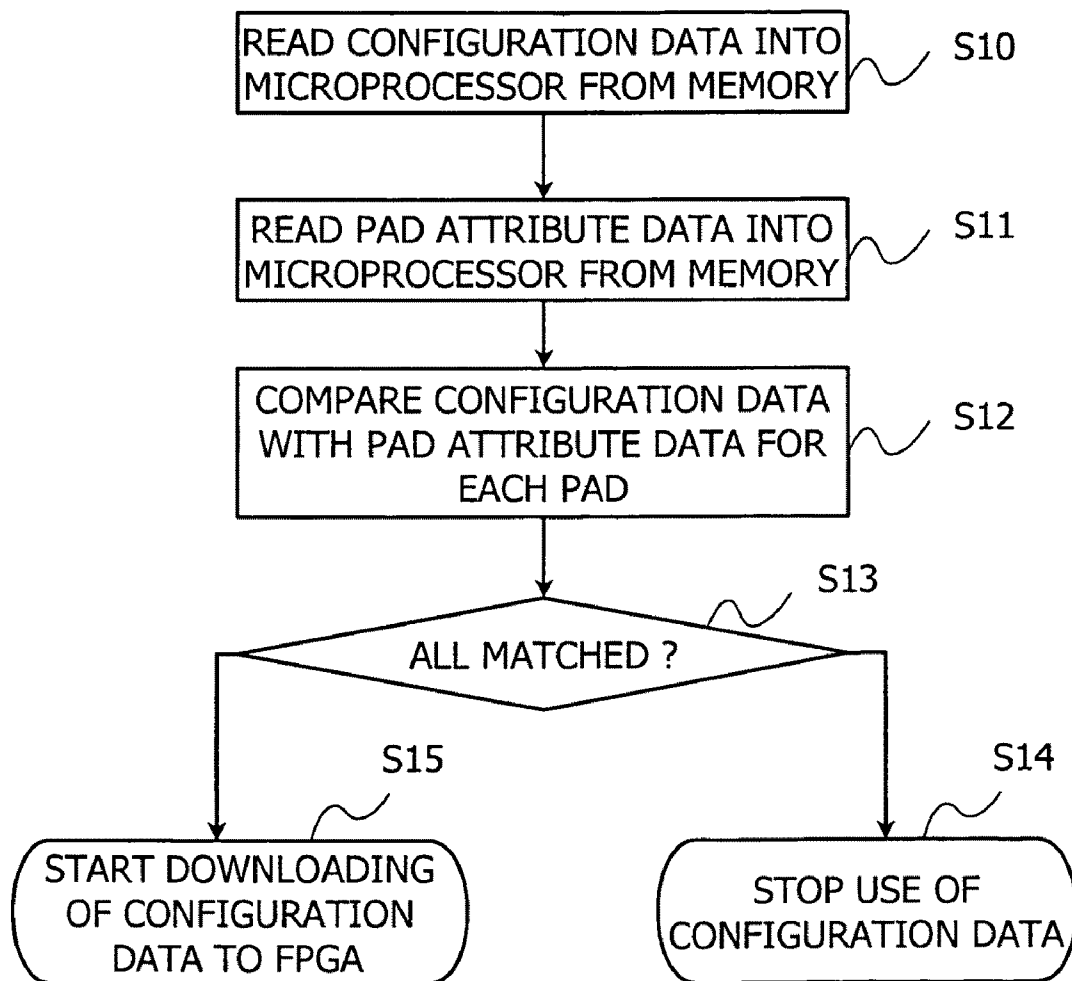 READ CONFIGURATION DATA INTO
MICROPROCESSOR FROM MEMORY
S10
READ PAD ATTRIBUTE DATA INTO
MICROPROCESSOR FROM MEMORY
S11
COMPARE CONFIGURATION DATA
WITH PAD ATTRIBUTE DATA FOR
EACH PAD
S12
ALL MATCHED ?
S13
S15
START DOWNLOADING
OF CONFIGURATION
DATA TO FPGA
S14
STOP USE OF
CONFIGURATION DATA